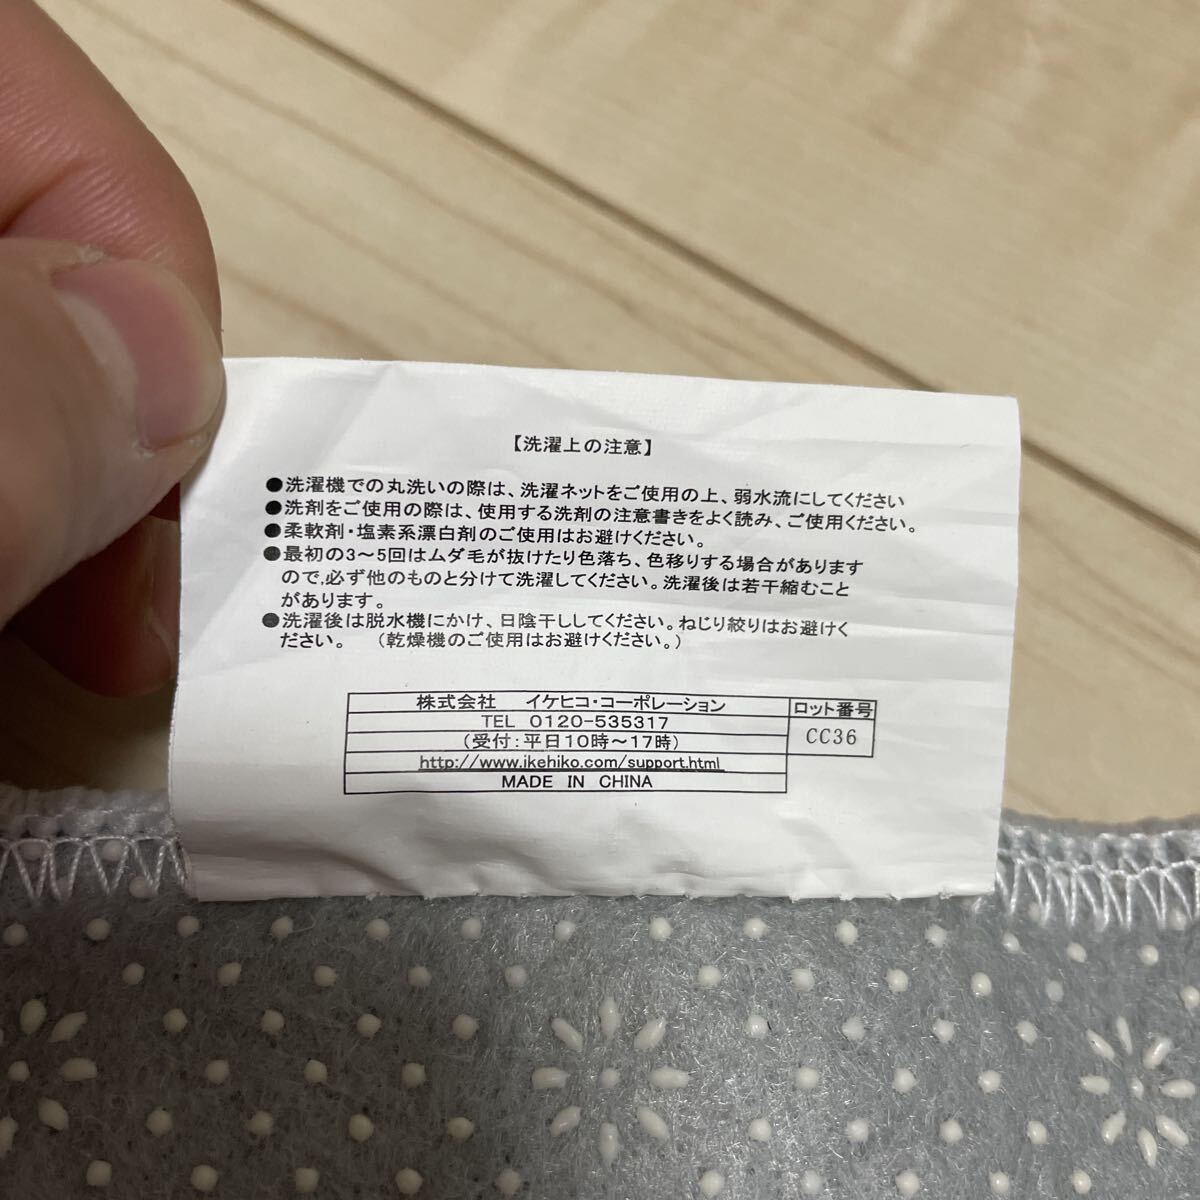 【洗濯上の注意】
●洗濯機での丸洗いの際は、洗濯ネットをご使用の上、弱水流にしてください
●洗剤をご使用の際は、使用する洗剤の注意書きをよく読み、ご使用ください。
●柔軟剤・塩素系漂白剤のご使用はお避けください。
●最初の3～5回はムダ毛が抜けたり色落ち、色移りする場合があります
ので、必ず他のものと分けて洗濯してください。洗濯後は若干縮むこと
があります。
●洗濯後は脱水機にかけ、日陰干ししてください。ねじり絞りはお避けく
ださい。 （乾燥機のご使用はお避けください。）
株式会社 イケヒコ・コーポレーション
TEL 0120-535317
（受付：平日10時～17時）
http://www.ikehiko.com/support.html
MADE IN CHINA
ロット番号
CC36